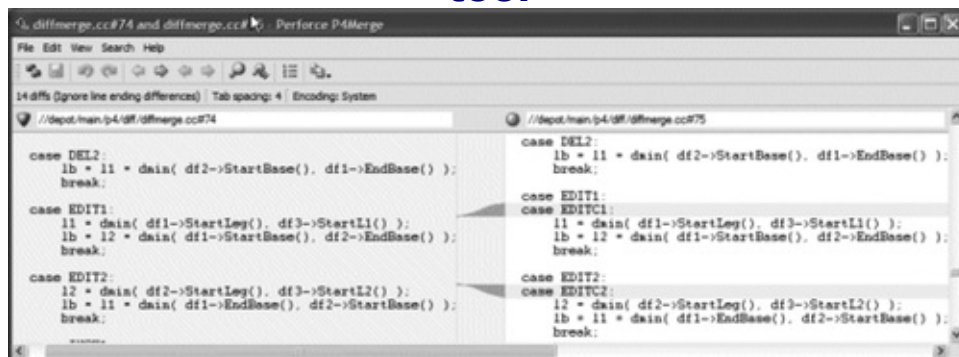 diffmerge.cc#74 and diffmerge.cc# - Perforce P4Merge
File Edit View Search Help
14 diffs (Ignore line ending differences) Tab spacing: 4 Encoding: System
//depot/main/p4/diff/diffmerge.cc#74
//depot/main/p4/diff/diffmerge.cc#75
case DEL2:
lb = l1 = dmin( df2->StartBase(), df1->EndBase() );
break;
case EDIT1:
l1 = dmin( df1->StartLeg(), df3->StartL1() );
lb = l2 = dmin( df1->StartBase(), df2->EndBase() );
break;
case EDIT2:
l2 = dmin( df2->StartLeg(), df3->StartL2() );
lb = l1 = dmin( df1->EndBase(), df2->StartBase() );
break;
case DEL2:
lb = l1 = dmin( df2->StartBase(), df1->EndBase() );
break;
case EDIT1:
case EDITC1:
l1 = dmin( df1->StartLeg(), df3->StartL1() );
lb = l2 = dmin( df1->StartBase(), df2->EndBase() );
break;
case EDIT2:
case EDITC2:
l2 = dmin( df2->StartLeg(), df3->StartL2() );
lb = l1 = dmin( df1->EndBase(), df2->StartBase() );
break;